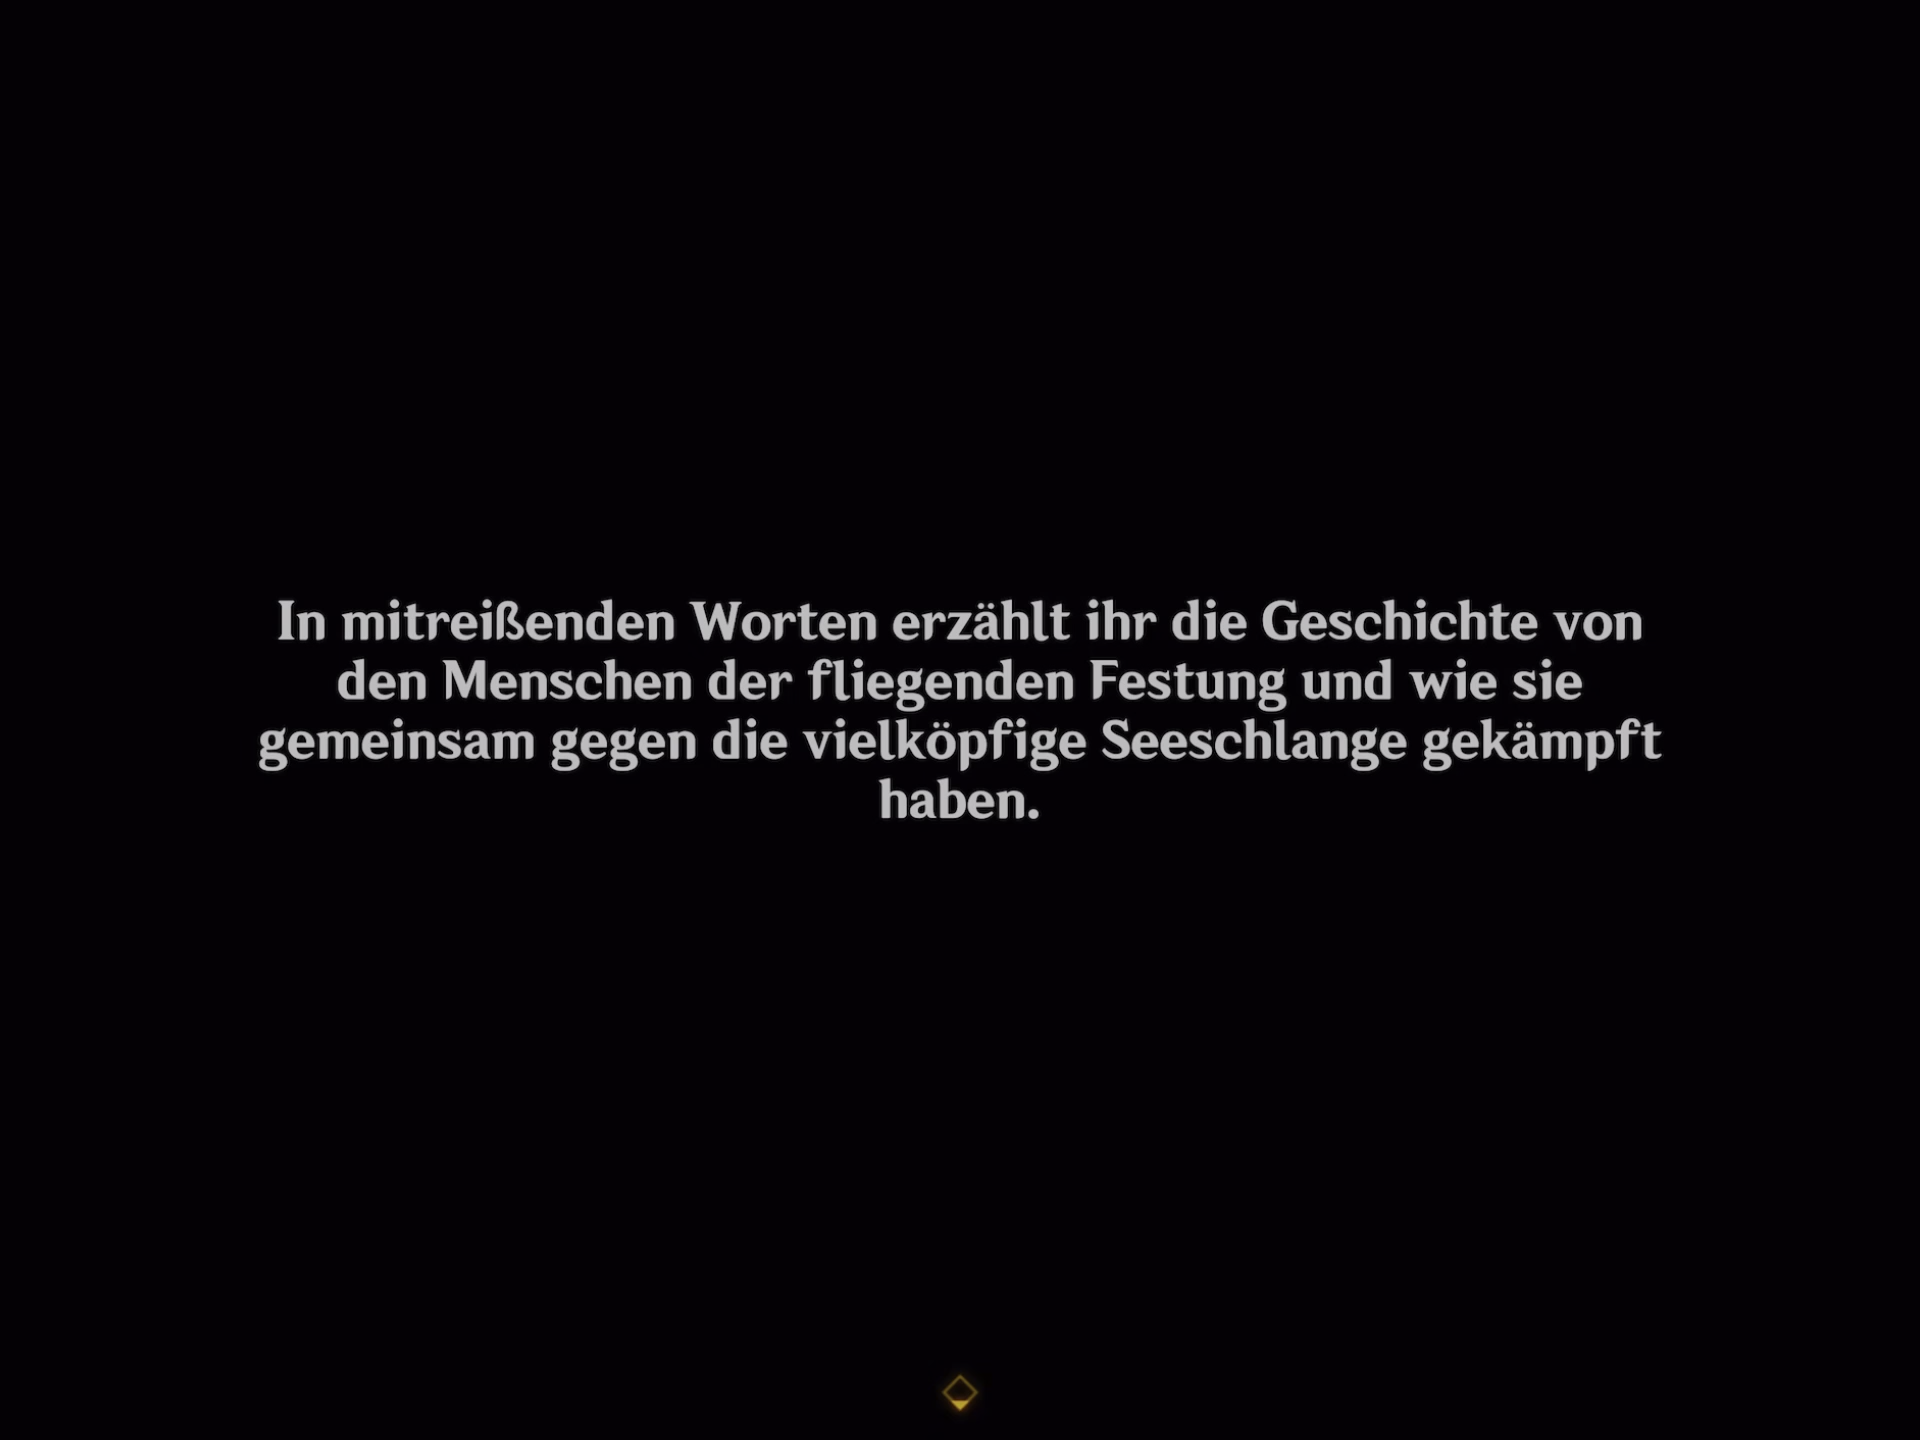 In mitreißenden Worten erzählt ihr die Geschichte von
den Menschen der fliegenden Festung und wie sie
gemeinsam gegen die vielköpfige Seeschlange gekämpft
haben.